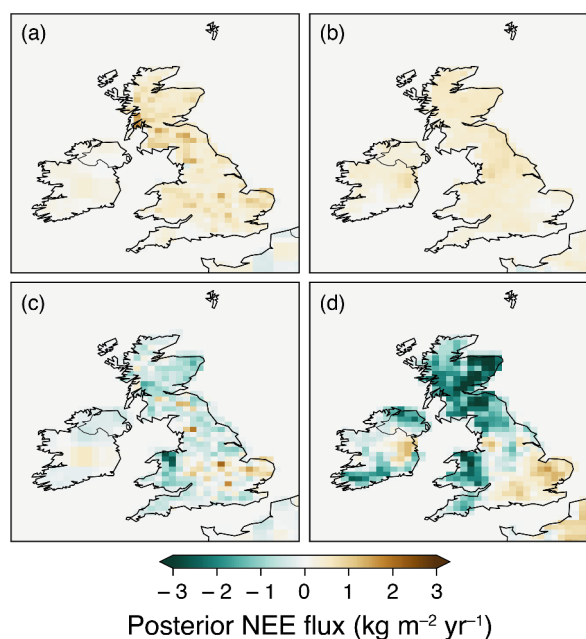 (a)
(b)
(c)
(d)
−3 −2 −1 0 1 2 3
Posterior NEE flux (kg m⁻² yr⁻¹)